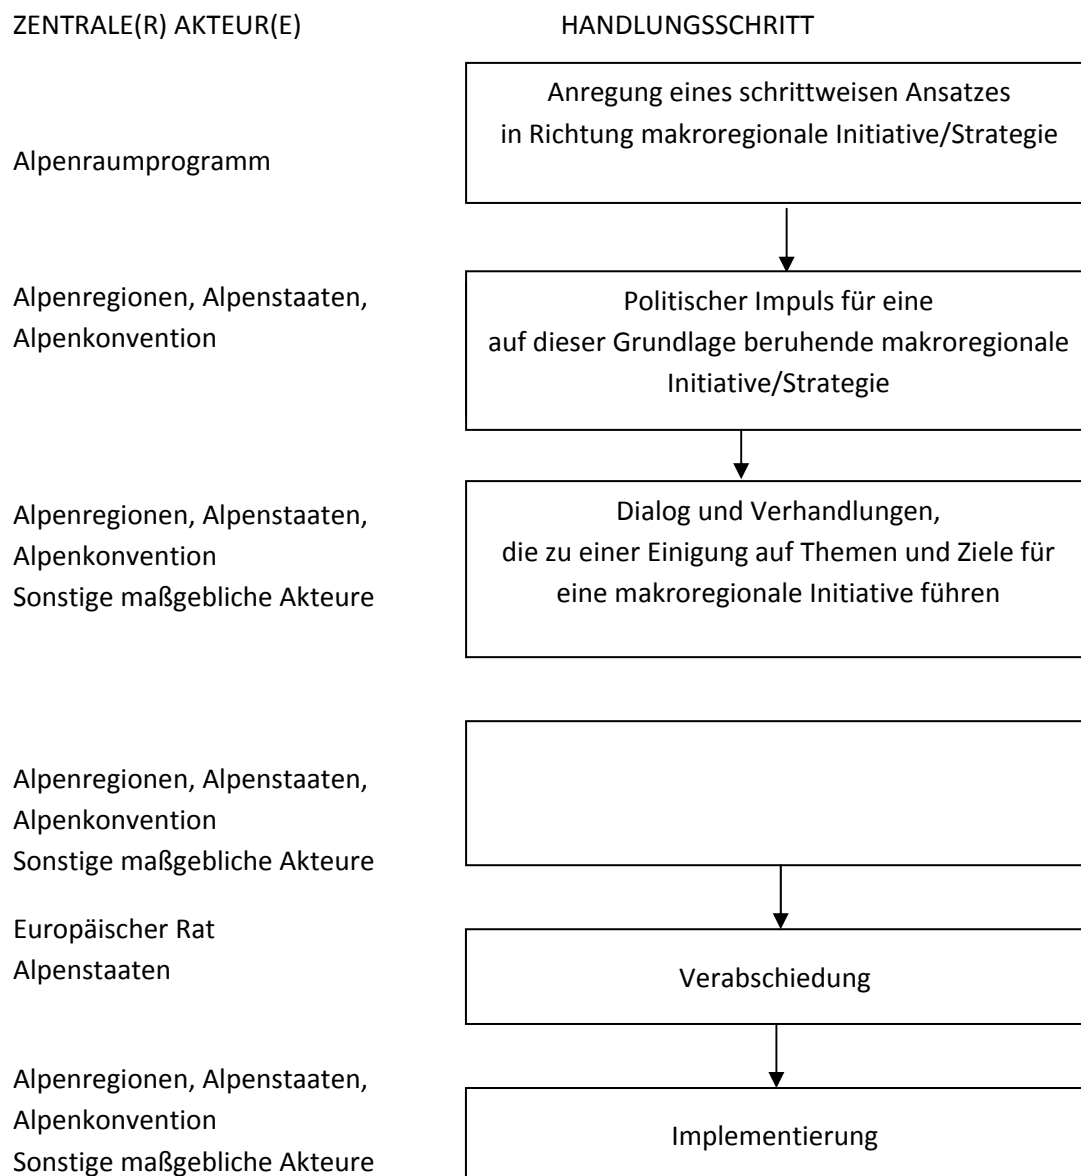 ZENTRALE(R) AKTEUR(E) HANDLUNGSSCHRITT
Alpenraumprogramm
Anregung eines schrittweisen Ansatzes
in Richtung makroregionale Initiative/Strategie
Alpenregionen, Alpenstaaten,
Alpenkonvention
Politischer Impuls für eine
auf dieser Grundlage beruhende makroregionale
Initiative/Strategie
Alpenregionen, Alpenstaaten,
Alpenkonvention
Sonstige maßgebliche Akteure
Dialog und Verhandlungen,
die zu einer Einigung auf Themen und Ziele für
eine makroregionale Initiative führen
Alpenregionen, Alpenstaaten,
Alpenkonvention
Sonstige maßgebliche Akteure
Europäischer Rat
Alpenstaaten
Verabschiedung
Alpenregionen, Alpenstaaten,
Alpenkonvention
Sonstige maßgebliche Akteure
Implementierung